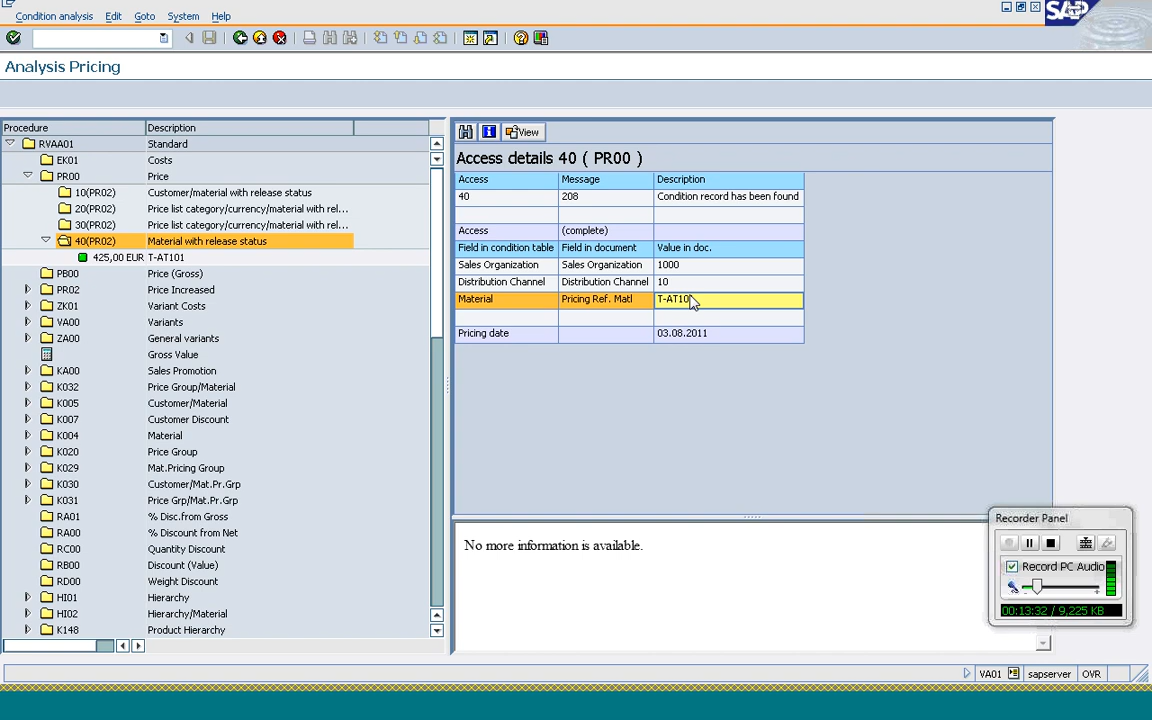 Condition analysis Edit Goto System Help
SAP
Analysis Pricing
Procedure Description
RVAA01 Standard
EK01 Costs
PR00 Price
10(PR02) Customer/material with release status
20(PR02) Price list category/currency/material with rel...
30(PR02) Price list category/currency/material with rel...
40(PR02) Material with release status
425,00 EUR T-AT101
PB00 Price (Gross)
PR02 Price Increased
ZK01 Variant Costs
VA00 Variants
ZA00 General variants
Gross Value
KA00 Sales Promotion
K032 Price Group/Material
K005 Customer/Material
K007 Customer Discount
K004 Material
K020 Price Group
K029 Mat.Pricing Group
K030 Customer/Mat.Pr.Grp
K031 Price Grp/Mat.Pr.Grp
RA01 % Disc.from Gross
RA00 % Discount from Net
RC00 Quantity Discount
RB00 Discount (Value)
RD00 Weight Discount
HI01 Hierarchy
HI02 Hierarchy/Material
K148 Product Hierarchy
View
Access details 40 ( PR00 )
Access Message Description
40 208 Condition record has been found
Access (complete)
Field in condition table Field in document Value in doc.
Sales Organization Sales Organization 1000
Distribution Channel Distribution Channel 10
Material Pricing Ref. Matl T-AT10
Pricing date 03.08.2011
No more information is available.
Recorder Panel
Record PC Audio
00:13:32 / 9,225 KB
VA01 sapserver OVR